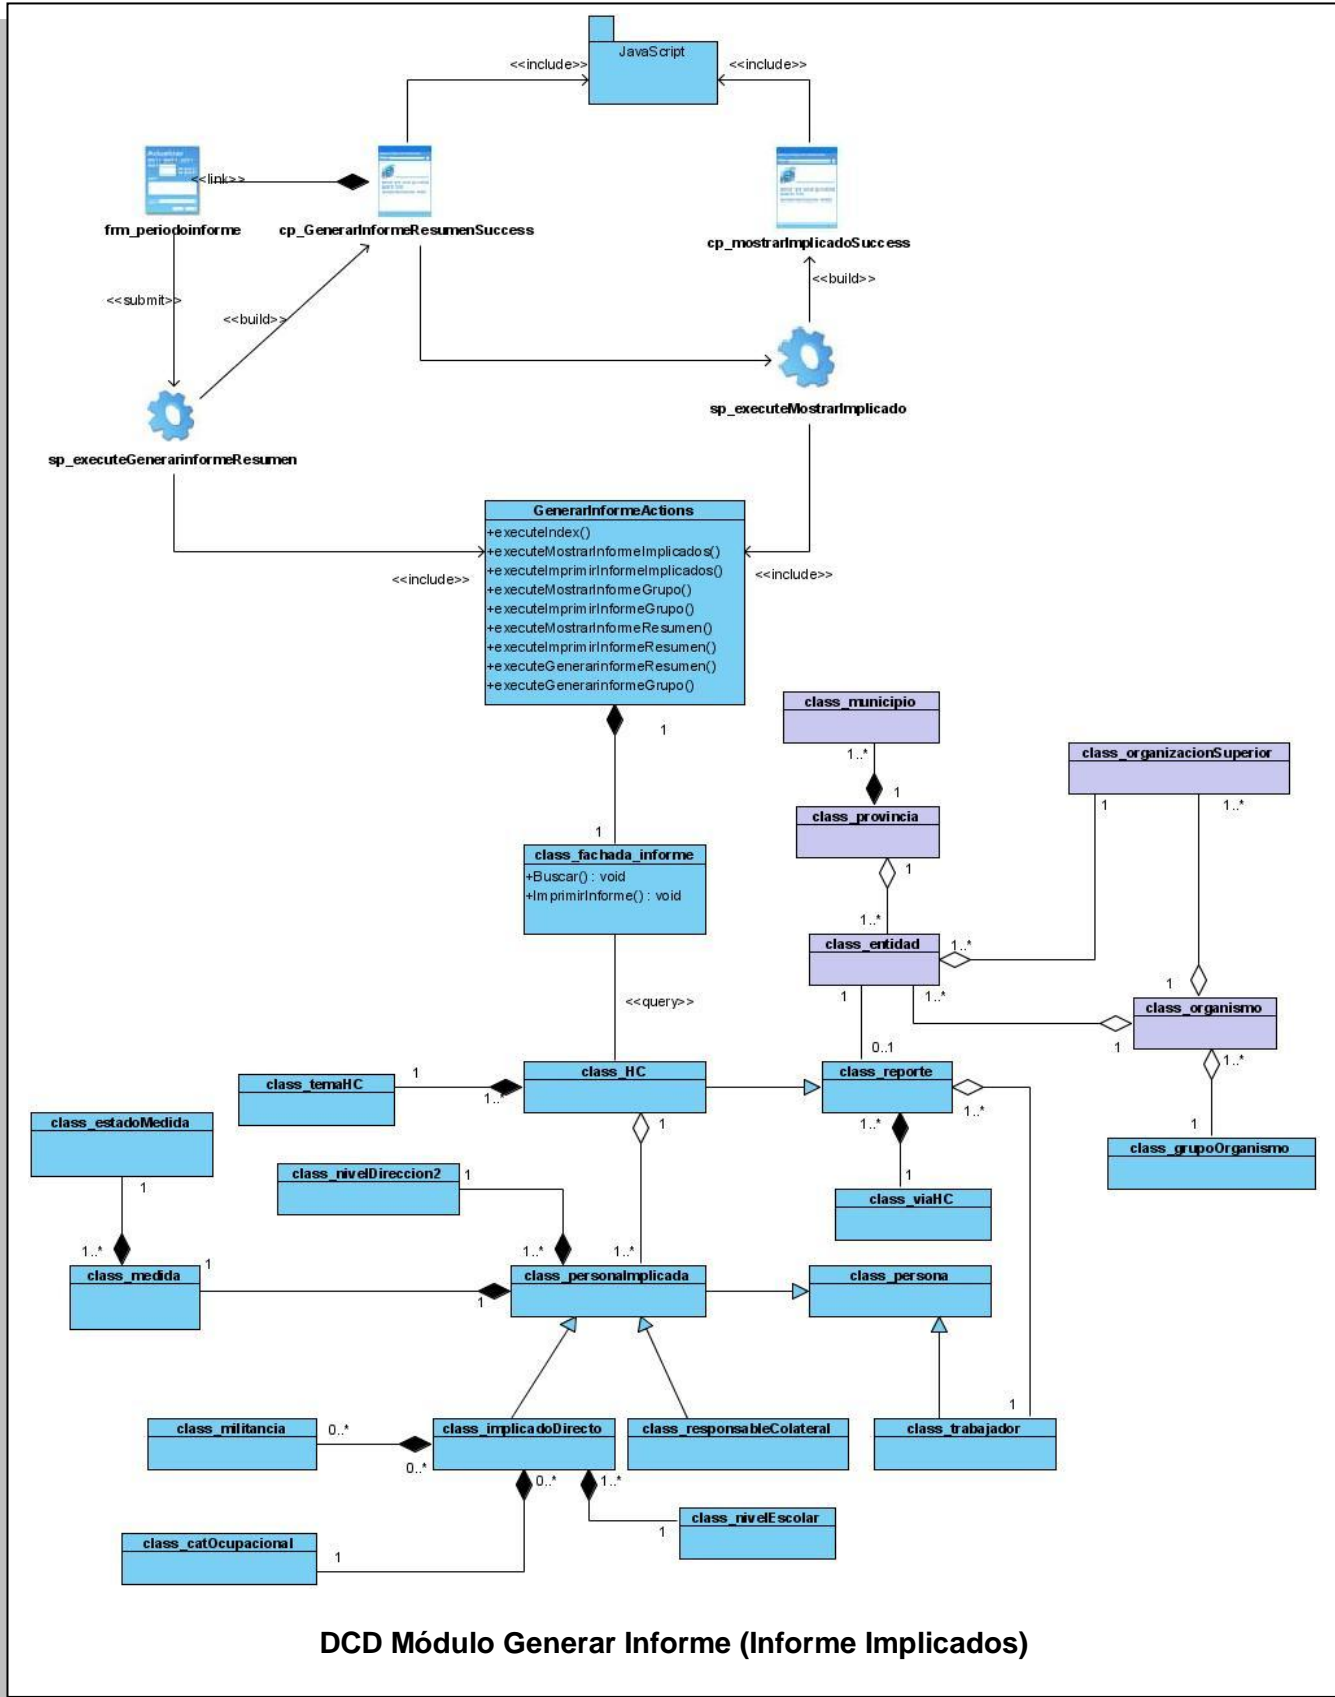 JavaScript
<<include>>
<<include>>
<<link>>
frm_periodoinforme
cp_GenerarInformeResumenSuccess
cp_mostrarImplicadoSuccess
<<submit>>
<<build>>
<<build>>
sp_executeMostrarImplicado
sp_executeGenerarinformeResumen
GenerarInformeActions
+executeIndex()
+executeMostrarInformeImplicados()
+executeImprimirInformeImplicados()
+executeMostrarInformeGrupo()
+executeImprimirInformeGrupo()
+executeMostrarInformeResumen()
+executeImprimirInformeResumen()
+executeGenerarinformeResumen()
+executeGenerarinformeGrupo()
<<include>>
<<include>>
1
1
class_municipio
1..*
1
class_provincia
1
1..*
class_organizacionSuperior
1
1..*
class_fachada_informe
+Buscar() : void
+ImprimirInforme() : void
class_entidad
1..*
1
1..*
1
class_organismo
1
1..*
<<query>>
0..1
class_temaHC
1
1..*
class_HC
1
class_reporte
1..*
1..*
1
class_grupoOrganismo
class_estadoMedida
1
class_nivelDireccion2
1
1
class_viaHC
1..*
1..*
1..*
class_medida
1
1
class_personaImplicada
class_persona
class_militancia
0..*
0..*
class_implicadoDirecto
class_responsableColateral
1
class_trabajador
0..*
1..*
class_nivelEscolar
1
class_catOcupacional
1
DCD Módulo Generar Informe (Informe Implicados)